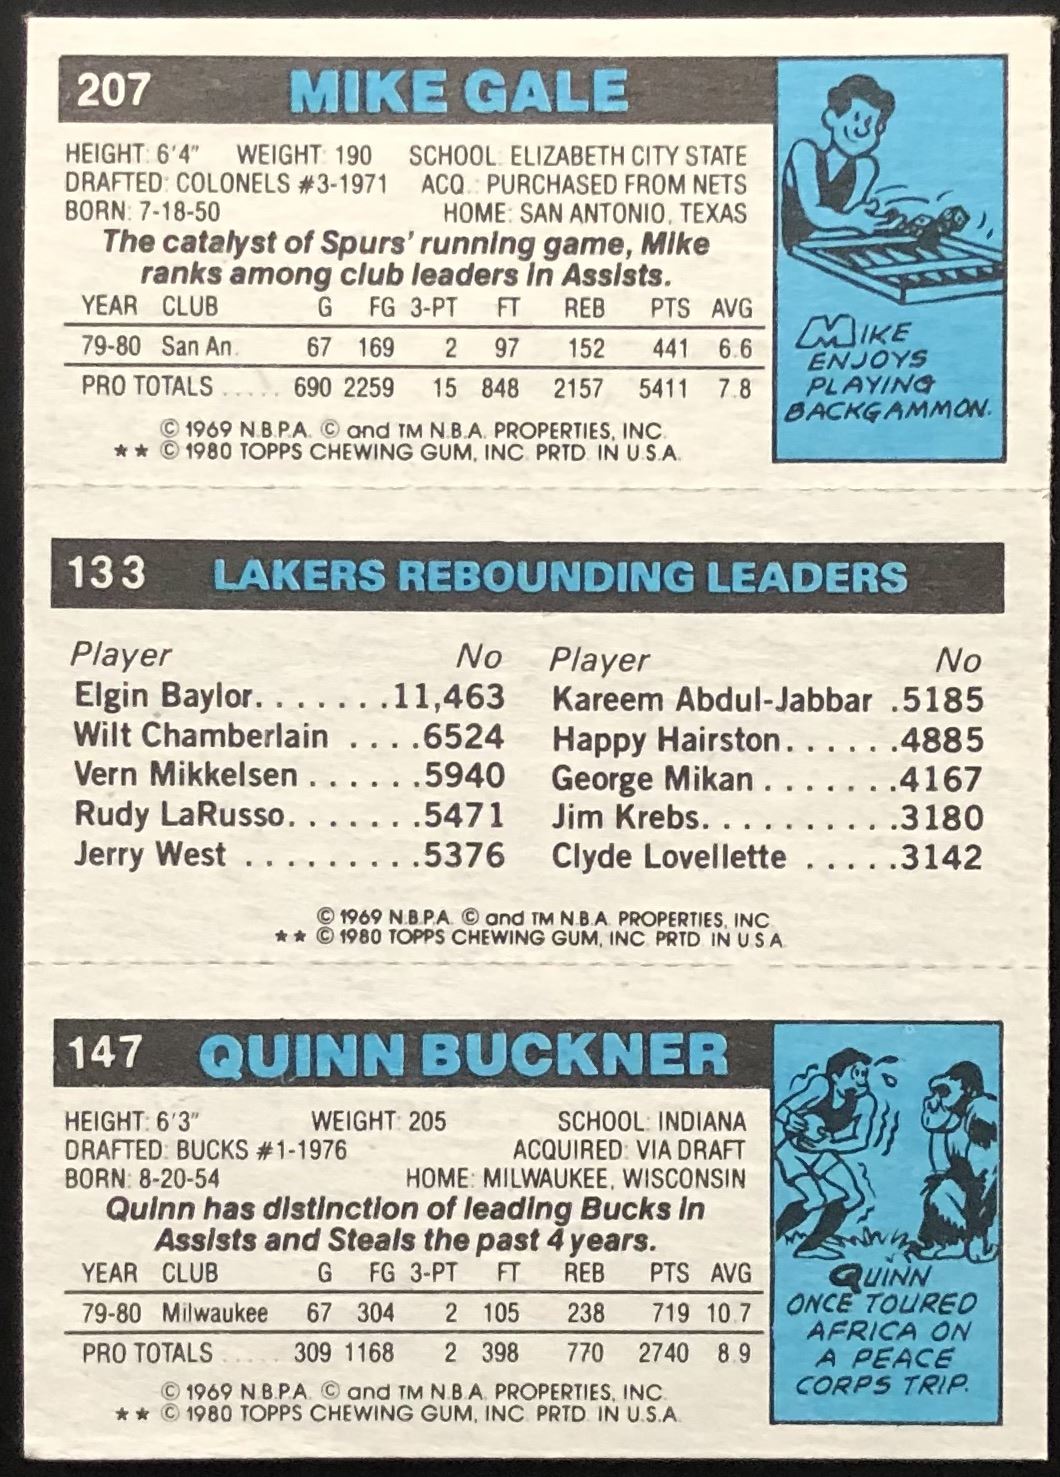 207 MIKE GALE
HEIGHT: 6'4" WEIGHT: 190 SCHOOL: ELIZABETH CITY STATE
DRAFTED: COLONELS #3-1971 ACQ.: PURCHASED FROM NETS
BORN: 7-18-50 HOME: SAN ANTONIO, TEXAS
The catalyst of Spurs' running game, Mike
ranks among club leaders in Assists.
YEAR CLUB G FG 3-PT FT REB PTS AVG
79-80 San An. 67 169 2 97 152 441 6.6
PRO TOTALS ..... 690 2259 15 848 2157 5411 7.8
© 1969 N.B.P.A. © and TM N.B.A. PROPERTIES, INC.
★★ © 1980 TOPPS CHEWING GUM, INC. PRTD. IN U.S.A.
MIKE
ENJOYS
PLAYING
BACKGAMMON.
133 LAKERS REBOUNDING LEADERS
Player No Player No
Elgin Baylor.......11,463 Kareem Abdul-Jabbar .5185
Wilt Chamberlain ....6524 Happy Hairston......4885
Vern Mikkelsen ......5940 George Mikan .......4167
Rudy LaRusso.......5471 Jim Krebs..........3180
Jerry West .........5376 Clyde Lovellette .....3142
© 1969 N.B.P.A. © and TM N.B.A. PROPERTIES, INC.
★★ © 1980 TOPPS CHEWING GUM, INC. PRTD. IN U.S.A.
147 QUINN BUCKNER
HEIGHT: 6'3" WEIGHT: 205 SCHOOL: INDIANA
DRAFTED: BUCKS #1-1976 ACQUIRED: VIA DRAFT
BORN: 8-20-54 HOME: MILWAUKEE, WISCONSIN
Quinn has distinction of leading Bucks in
Assists and Steals the past 4 years.
YEAR CLUB G FG 3-PT FT REB PTS AVG
79-80 Milwaukee 67 304 2 105 238 719 10.7
PRO TOTALS ..... 309 1168 2 398 770 2740 8.9
© 1969 N.B.P.A. © and TM N.B.A. PROPERTIES, INC.
★★ © 1980 TOPPS CHEWING GUM, INC. PRTD. IN U.S.A.
QUINN
ONCE TOURED
AFRICA ON
A PEACE
CORPS TRIP.